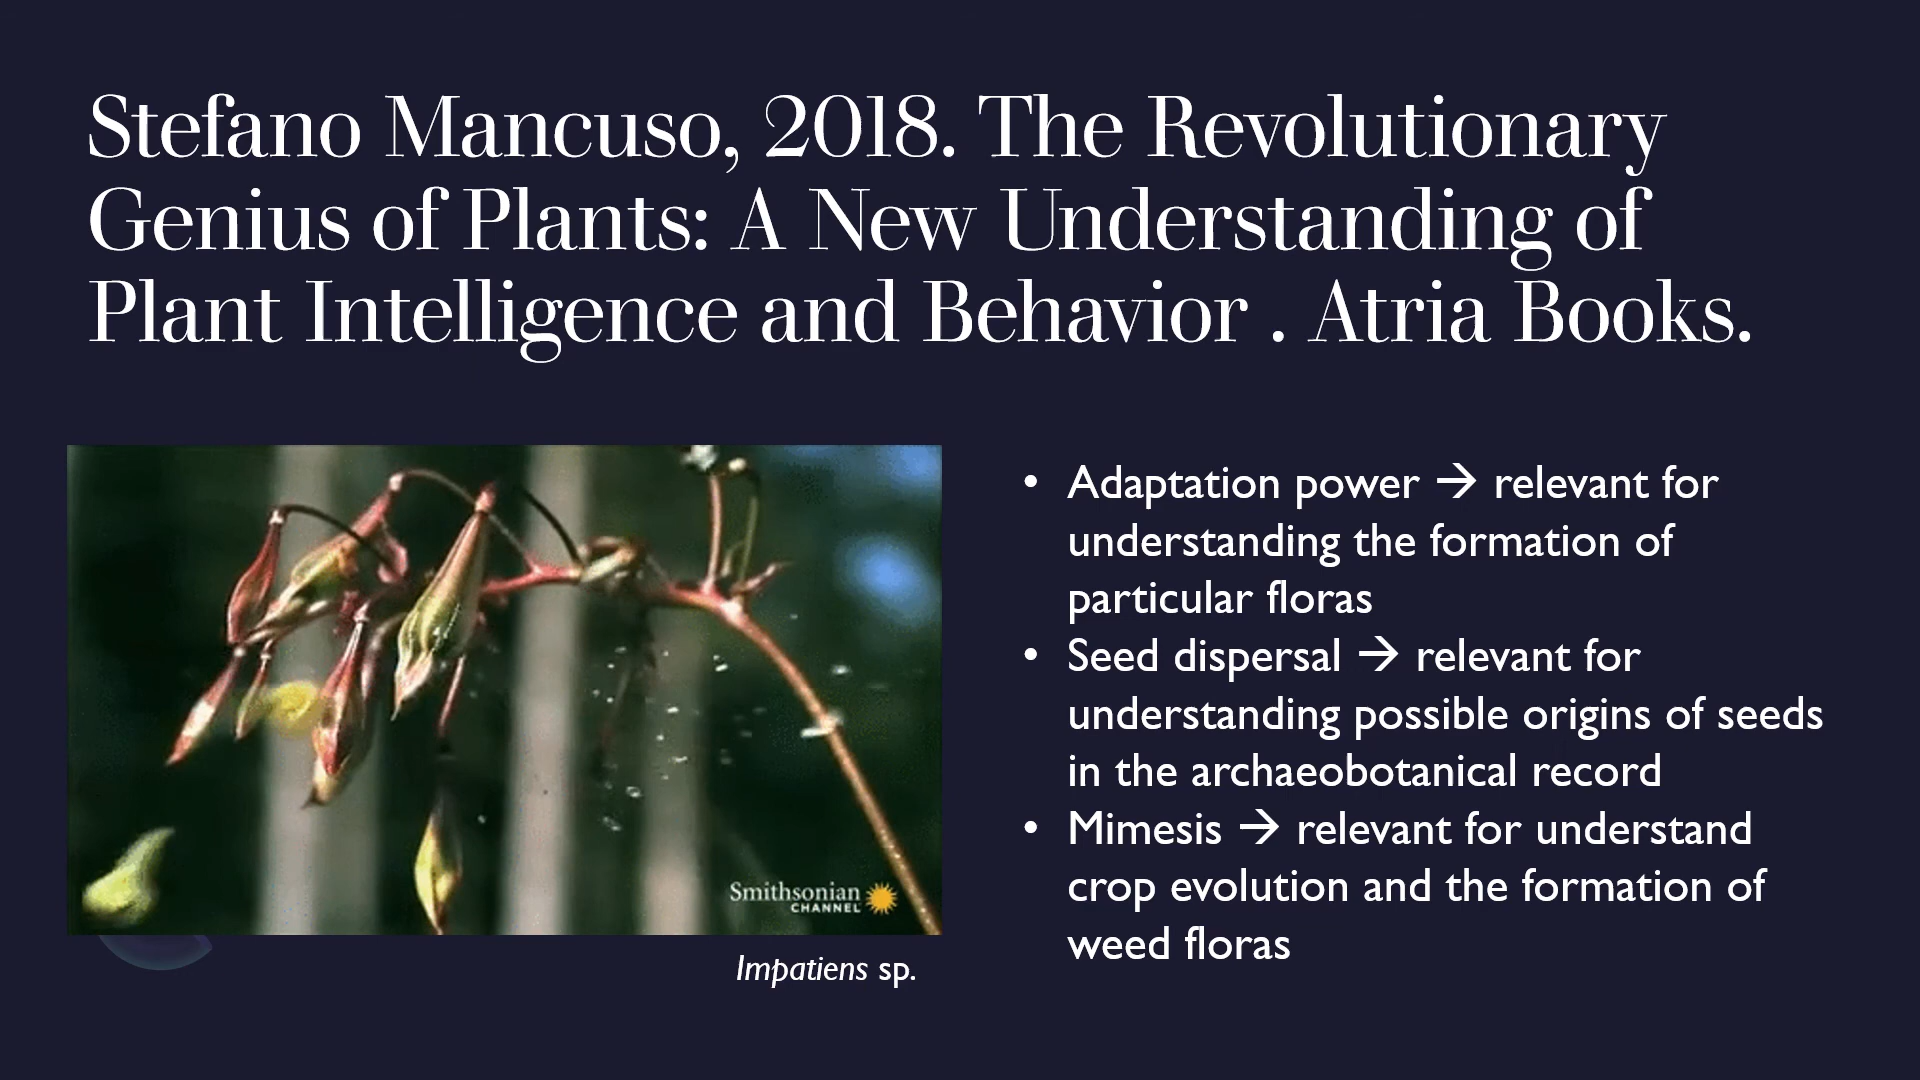 Stefano Mancuso, 2018. The Revolutionary
Genius of Plants: A New Understanding of
Plant Intelligence and Behavior . Atria Books.
Smithsonian
CHANNEL
Impatiens sp.
• Adaptation power → relevant for
understanding the formation of
particular floras
• Seed dispersal → relevant for
understanding possible origins of seeds
in the archaeobotanical record
• Mimesis → relevant for understand
crop evolution and the formation of
weed floras